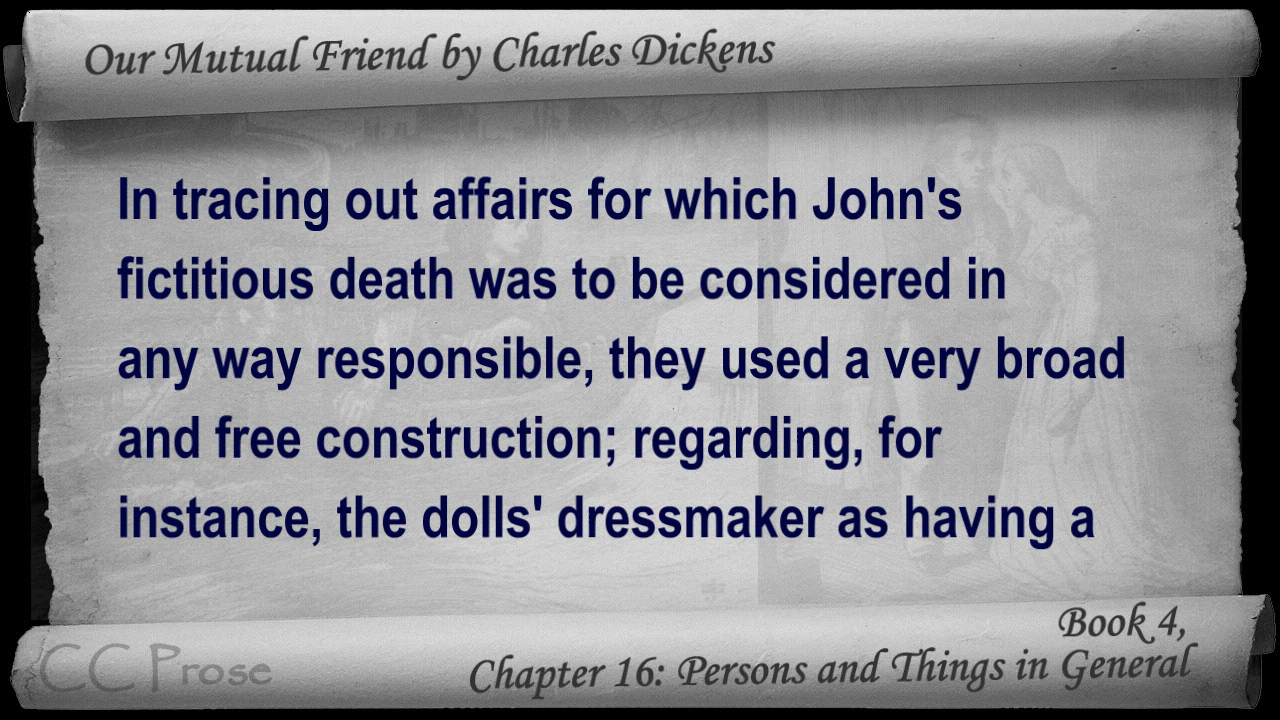 Our Mutual Friend by Charles Dickens
In tracing out affairs for which John's
fictitious death was to be considered in
any way responsible, they used a very broad
and free construction; regarding, for
instance, the dolls' dressmaker as having a
Book 4,
Chapter 16: Persons and Things in General
CC Prose